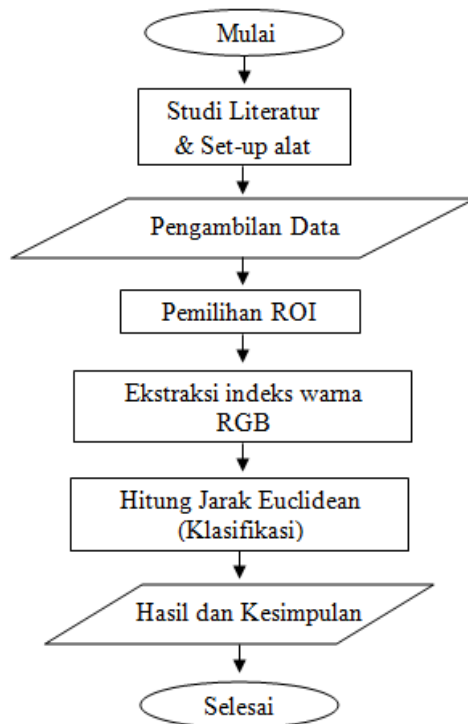 Mulai
Studi Literatur
& Set-up alat
Pengambilan Data
Pemilihan ROI
Ekstraksi indeks warna
RGB
Hitung Jarak Euclidean
(Klasifikasi)
Hasil dan Kesimpulan
Selesai